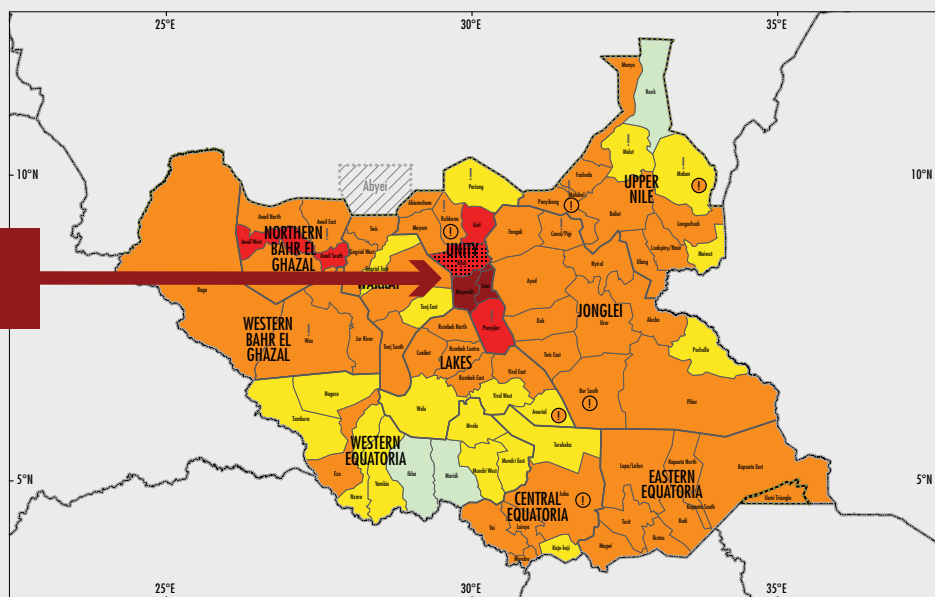 25°E 30°E 35°E
Manyo
Renk
10°N 10°N
Melut
Maban
Abyei
Pariang
Fashoda
UPPER
NILE
Panyikang
Malakal
Abiemnhom
Rubkona
Guit
Mayom
Fangak
Canal/Pigi
Baliet
Longochuk
Aweil North
Aweil East
Twic
NORTHERN
BAHR EL
GHAZAL
Aweil West
Aweil South
Gogrial West
Gogrial East
UNITY
Koch
Luakpiny/Nasir
Maiwut
Ulang
Nyirol
WARRAP
Mayendit
Leer
Ayod
Raga
Tonj East
Panyijiar
JONGLEI
Uror
Akobo
Duk
WESTERN
BAHR EL
GHAZAL
Wau
Jur River
Tonj South
Rumbek North
Cueibet
Rumbek Centre
LAKES
Rumbek East
Yirol East
Twic East
Pochalla
Nagero
Tambura
Wulu
Yirol West
Awerial
Bor South
Pibor
Mvolo
WESTERN
EQUATORIA
Terekeka
Ezo
Nzara
Yambio
Ibba
Maridi
Mundri West
Mundri East
5°N 5°N
Lopa/Lafon
Kapoeta North
Kapoeta East
EASTERN
EQUATORIA
Kapoeta South
Ilemi Triangle
CENTRAL
EQUATORIA
Juba
Yei
Lainya
Torit
Budi
Ikotos
Magwi
Morobo
Kajo-keji
25°E 30°E 35°E